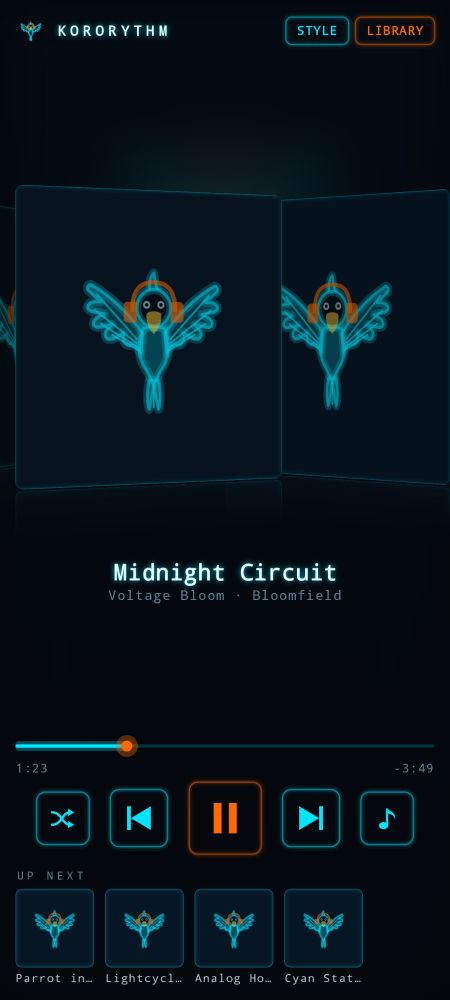 KORORYTHM
STYLE
LIBRARY
Midnight Circuit
Voltage Bloom · Bloomfield
1:23
-3:49
UP NEXT
Parrot in…
Lightcycl…
Analog Ho…
Cyan Stat…